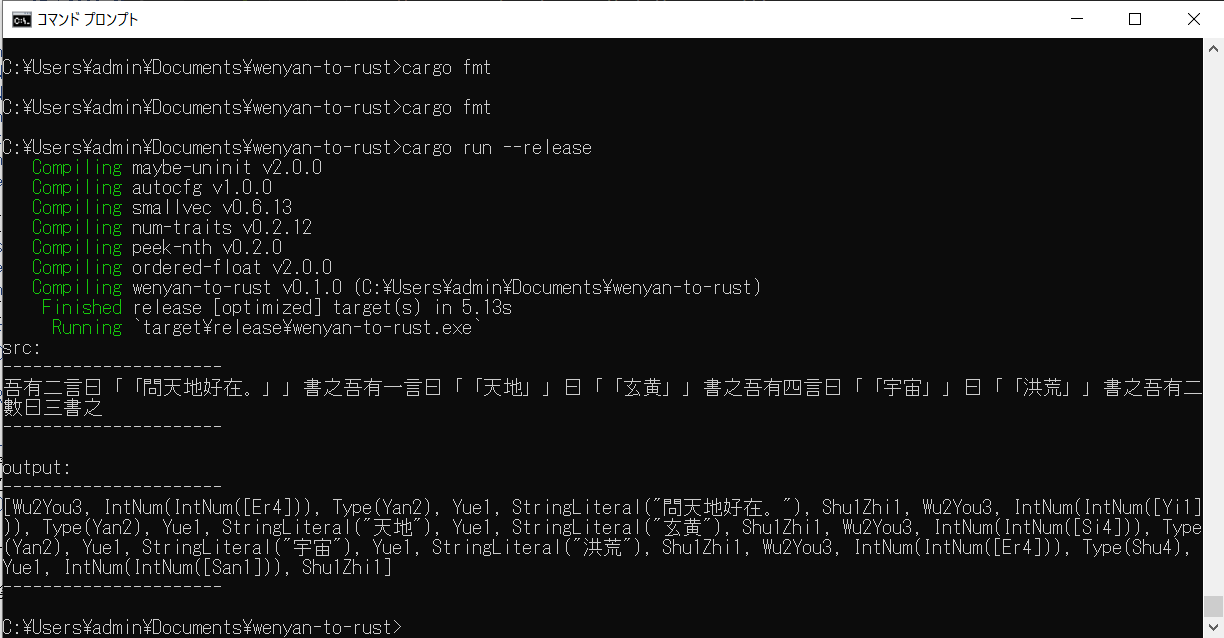 コマンド プロンプト
C:¥Users¥admin¥Documents¥wenyan-to-rust>cargo fmt
C:¥Users¥admin¥Documents¥wenyan-to-rust>cargo fmt
C:¥Users¥admin¥Documents¥wenyan-to-rust>cargo run --release
Compiling maybe-uninit v2.0.0
Compiling autocfg v1.0.0
Compiling smallvec v0.6.13
Compiling num-traits v0.2.12
Compiling peek-nth v0.2.0
Compiling ordered-float v2.0.0
Compiling wenyan-to-rust v0.1.0 (C:¥Users¥admin¥Documents¥wenyan-to-rust)
Finished release [optimized] target(s) in 5.13s
Running `target¥release¥wenyan-to-rust.exe`
src:
----------------------
吾有二言曰「「問天地好在。」」書之吾有一言曰「「天地」」曰「「玄黄」」書之吾有四言曰「「宇宙」」曰「「洪荒」」書之吾有二
數曰三書之
----------------------
output:
----------------------
[Wu2You3, IntNum(IntNum([Er4])), Type(Yan2), Yue1, StringLiteral("問天地好在。"), Shu1Zhi1, Wu2You3, IntNum(IntNum([Yi1]
)), Type(Yan2), Yue1, StringLiteral("天地"), Yue1, StringLiteral("玄黄"), Shu1Zhi1, Wu2You3, IntNum(IntNum([Si4])), Type
(Yan2), Yue1, StringLiteral("宇宙"), Yue1, StringLiteral("洪荒"), Shu1Zhi1, Wu2You3, IntNum(IntNum([Er4])), Type(Shu4),
Yue1, IntNum(IntNum([San1])), Shu1Zhi1]
----------------------
C:¥Users¥admin¥Documents¥wenyan-to-rust>